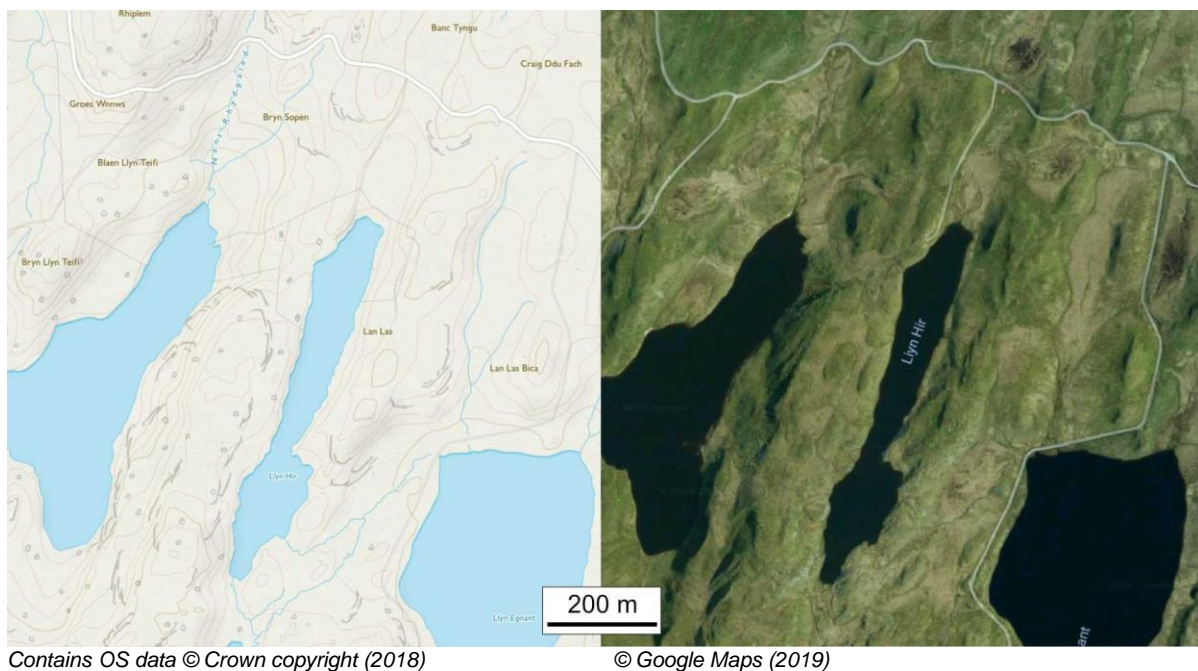 Rhiplem
Banc Tyngu
Craig Ddu Fach
Groes Wnnws
Nant Rhydgaled
Bryn Sopen
Blaen Llyn Teifi
Bryn Llyn Teifi
Lan Las
Lan Las Bica
Llyn Hir
Llyn Egnant
Llyn Hir
ant
200 m
Contains OS data © Crown copyright (2018)
© Google Maps (2019)